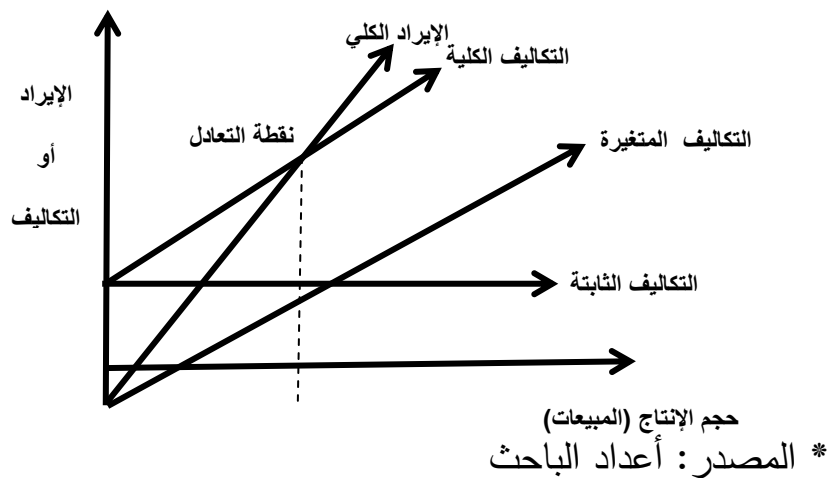 الإيراد الكلي
التكاليف الكلية
الإيراد
أو
التكاليف
نقطة التعادل
التكاليف المتغيرة
التكاليف الثابتة
حجم الإنتاج (المبيعات)
* المصدر : أعداد الباحث